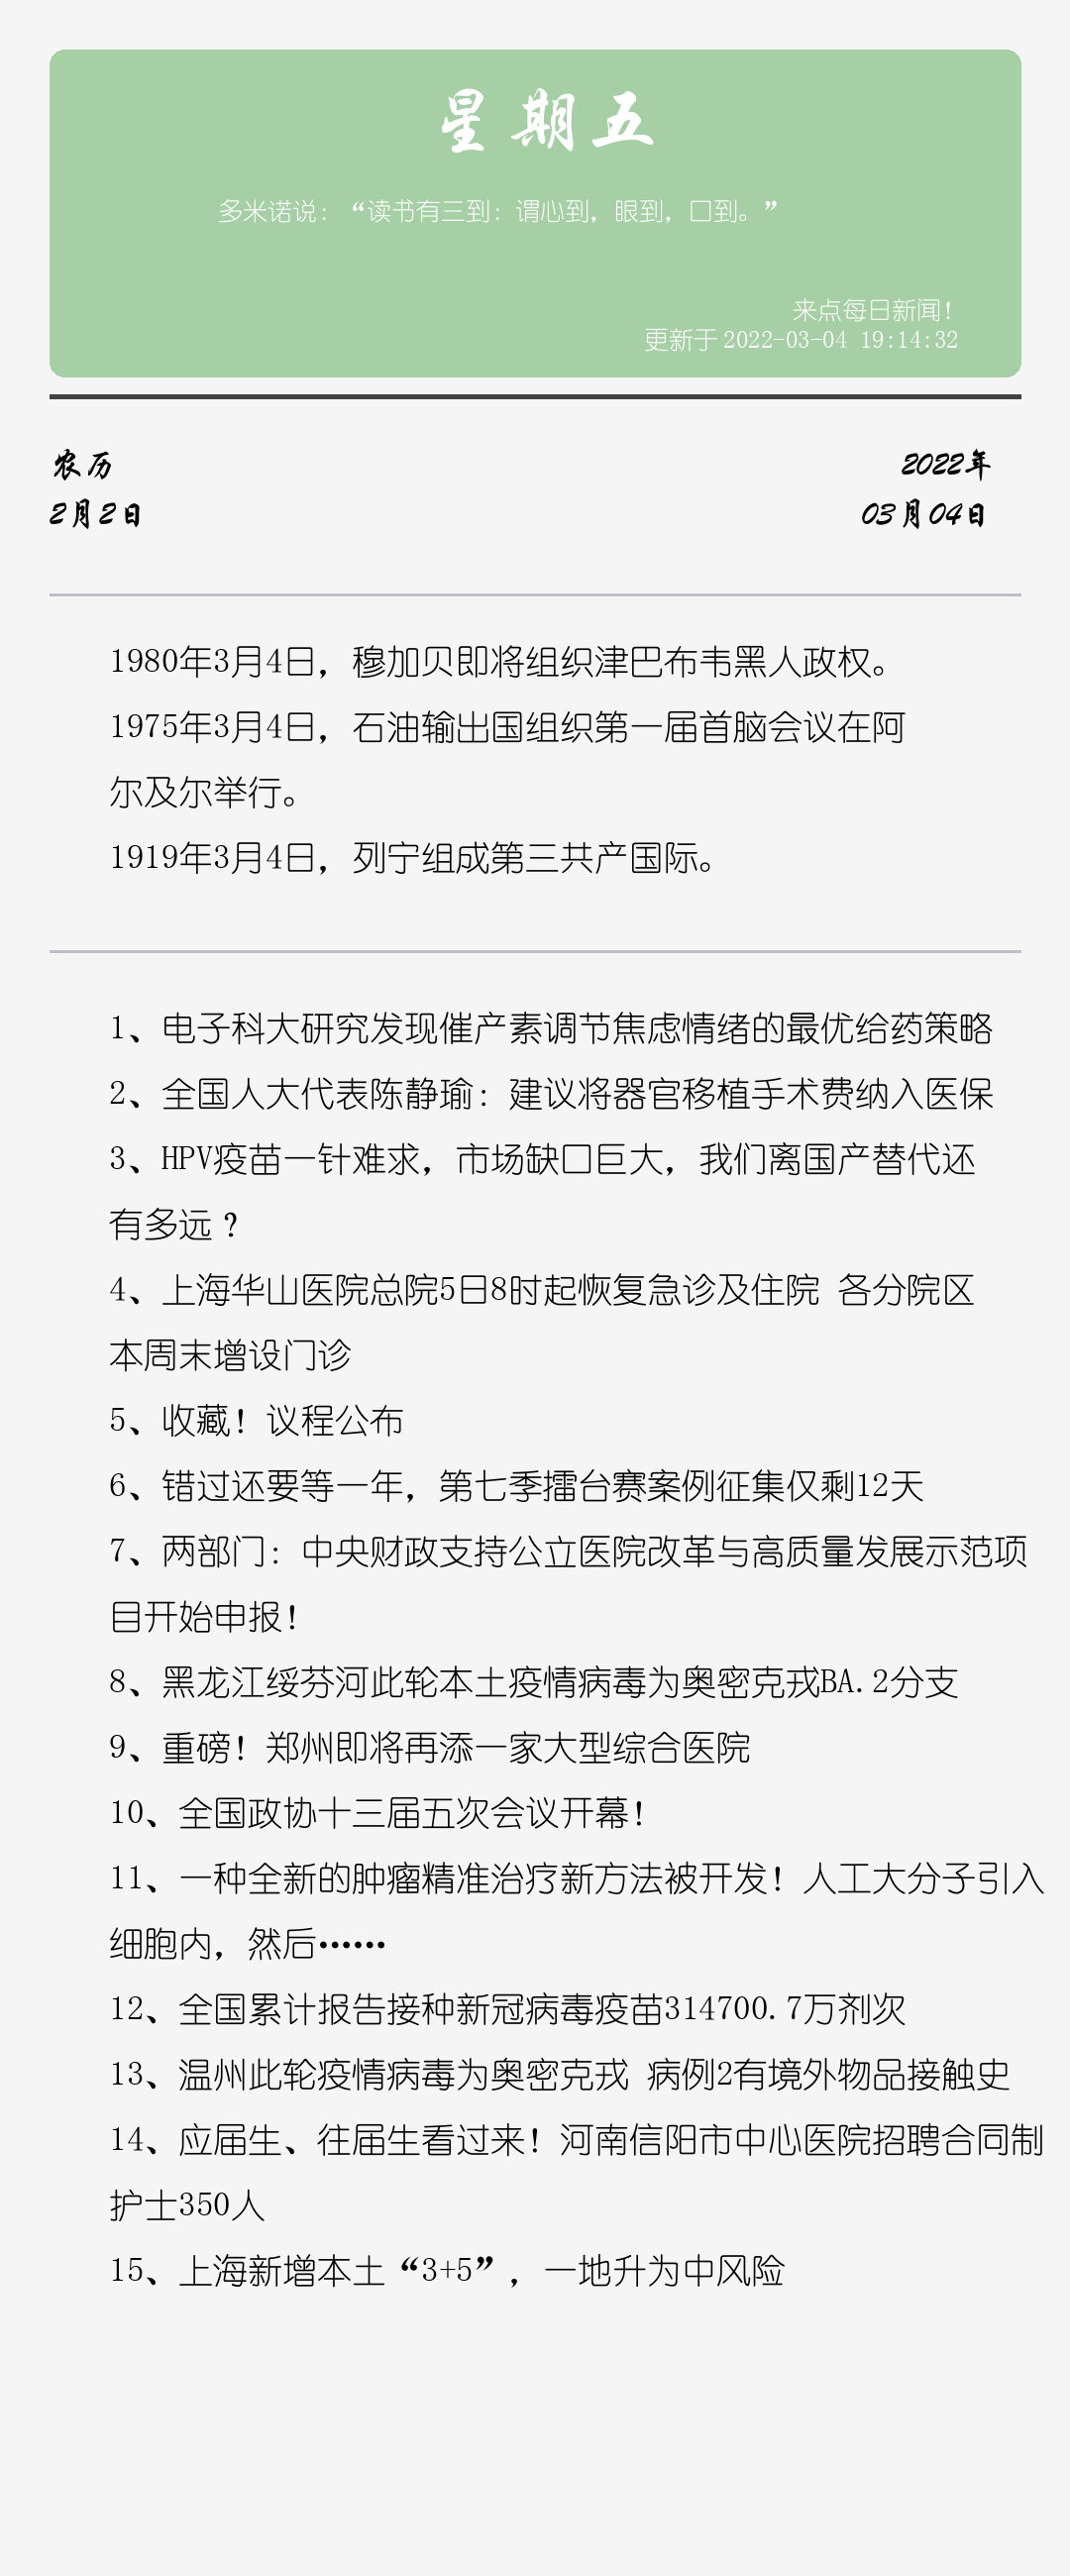 星期五
多米诺说：“读书有三到：谓心到，眼到，口到。”
来点每日新闻！
更新于 2022-03-04 19:14:32
农历
2022年
2月2日
03月04日
1980年3月4日，穆加贝即将组织津巴布韦黑人政权。
1975年3月4日，石油输出国组织第一届首脑会议在阿
尔及尔举行。
1919年3月4日，列宁组成第三共产国际。
1、电子科大研究发现催产素调节焦虑情绪的最优给药策略
2、全国人大代表陈静瑜：建议将器官移植手术费纳入医保
3、HPV疫苗一针难求，市场缺口巨大，我们离国产替代还
有多远？
4、上海华山医院总院5日8时起恢复急诊及住院 各分院区
本周末增设门诊
5、收藏！议程公布
6、错过还要等一年，第七季擂台赛案例征集仅剩12天
7、两部门：中央财政支持公立医院改革与高质量发展示范项
目开始申报！
8、黑龙江绥芬河此轮本土疫情病毒为奥密克戎BA.2分支
9、重磅！郑州即将再添一家大型综合医院
10、全国政协十三届五次会议开幕！
11、一种全新的肿瘤精准治疗新方法被开发！人工大分子引入
细胞内，然后……
12、全国累计报告接种新冠病毒疫苗314700.7万剂次
13、温州此轮疫情病毒为奥密克戎 病例2有境外物品接触史
14、应届生、往届生看过来！河南信阳市中心医院招聘合同制
护士350人
15、上海新增本土“3+5”，一地升为中风险